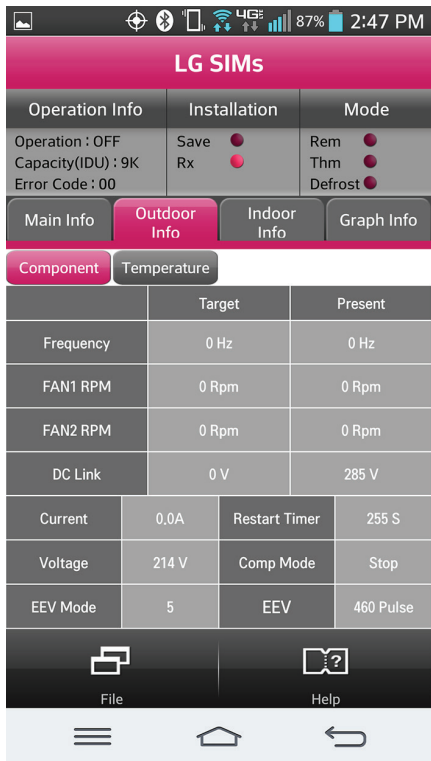 4GE 87% 2:47 PM
LG SIMs
Operation Info Installation Mode
Operation : OFF Save Rem
Capacity(IDU) : 9K Rx Thm
Error Code : 00 Defrost
Main Info Outdoor Info Indoor Info Graph Info
Component Temperature
Target Present
Frequency 0 Hz 0 Hz
FAN1 RPM 0 Rpm 0 Rpm
FAN2 RPM 0 Rpm 0 Rpm
DC Link 0 V 285 V
Current 0.0A Restart Timer 255 S
Voltage 214 V Comp Mode Stop
EEV Mode 5 EEV 460 Pulse
?
File Help